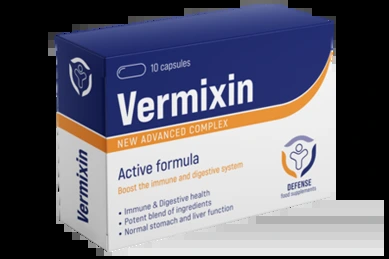 10 capsules
Vermixin
NEW ADVANCED COMPLEX
Active formula
Boost the immune and digestive system
• Immune & Digestive health
• Potent blend of ingredients
• Normal stomach and liver function
DEFENSE
food supplements
Vermixin